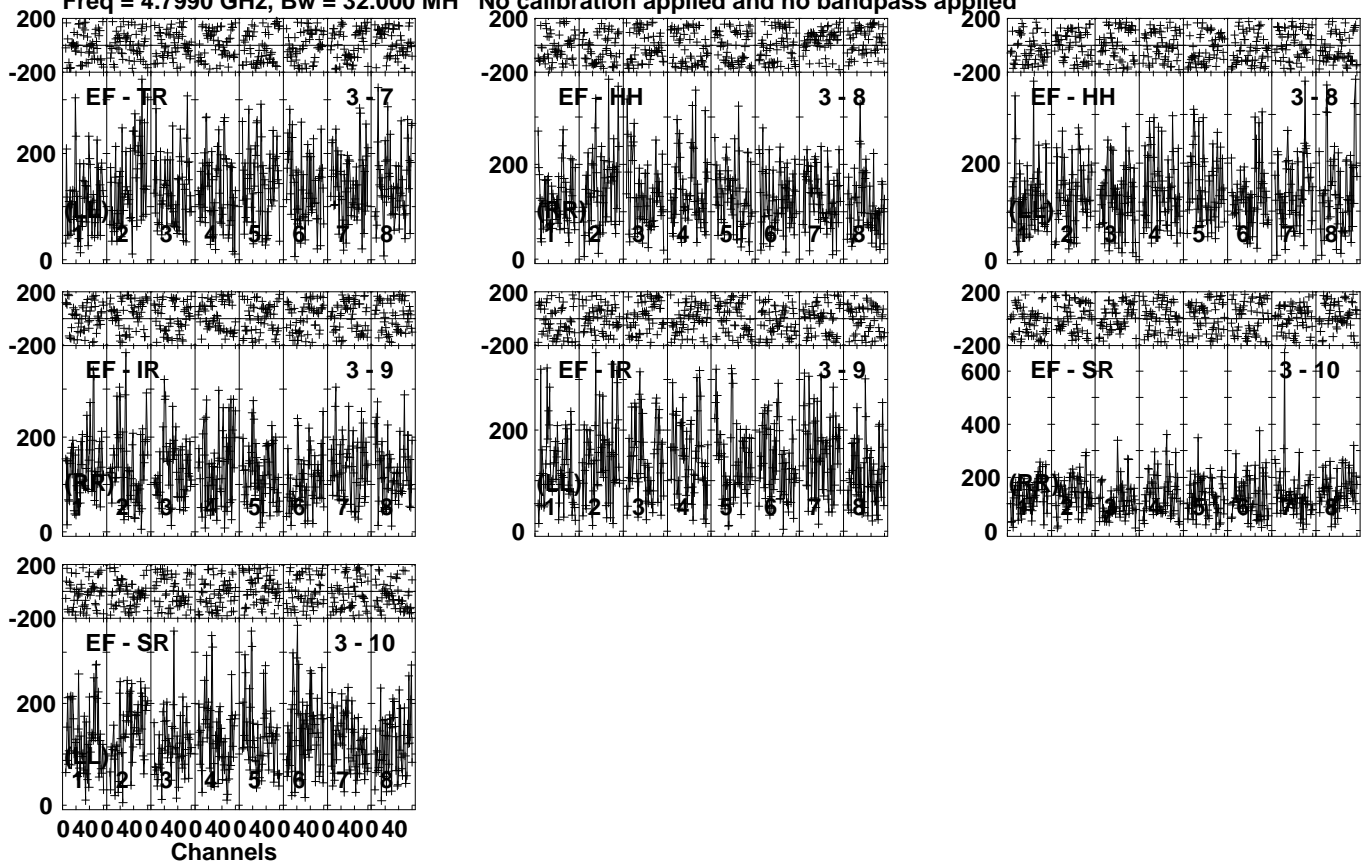 Freq = 4.7990 GHz, Bw = 32.000 MH No calibration applied and no bandpass applied
200 200 200
-200 -200 -200
EF - TR 3 - 7 EF - HH 3 - 8 EF - HH 3 - 8
200 200 200
(LL) (RR) (LL)
1 2 3 4 5 6 7 8 1 2 3 4 5 6 7 8 1 2 3 4 5 6 7 8
0 0 0
200 200 200
-200 -200 -200
EF - IR 3 - 9 EF - IR 3 - 9 EF - SR 3 - 10
600
400
200 200 200
(RR) (LL) (RR)
1 2 3 4 5 6 7 8 1 2 3 4 5 6 7 8 1 2 3 4 5 6 7 8
0 0 0
200
-200
EF - SR 3 - 10
200
(LL)
1 2 3 4 5 6 7 8
0
0 40 0 40 0 40 0 40 0 40 0 40 0 40 0 40
Channels